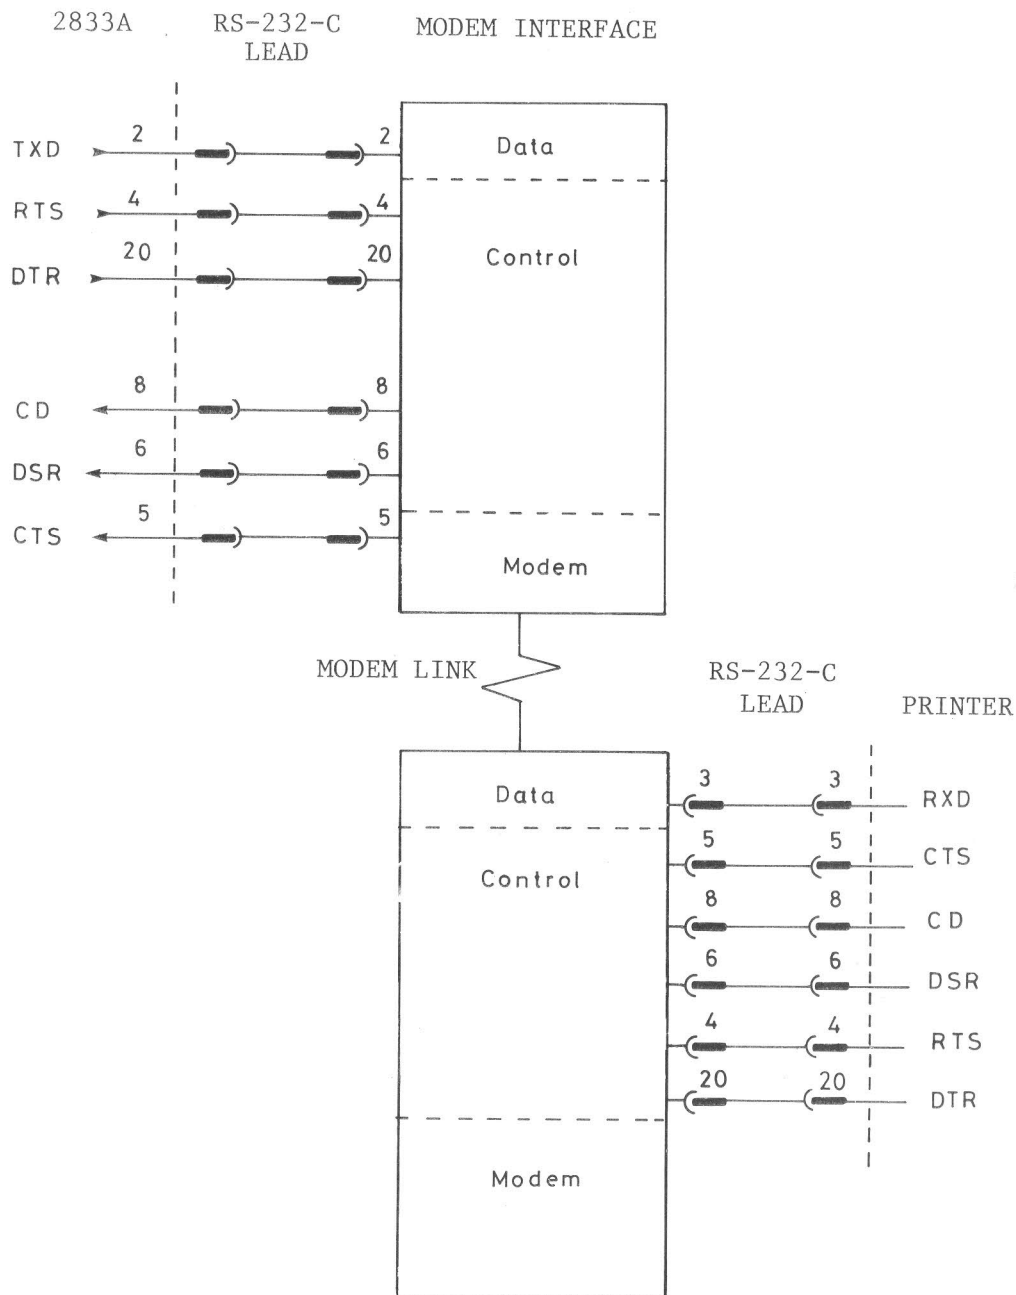 2833A RS-232-C MODEM INTERFACE
LEAD
TXD 2 2 Data
RTS 4 4
DTR 20 20 Control
CD 8 8
DSR 6 6
CTS 5 5
Modem
MODEM LINK
RS-232-C
LEAD PRINTER
Data 3 3 RXD
5 5 CTS
Control
8 8 CD
6 6 DSR
4 4 RTS
20 20 DTR
Modem